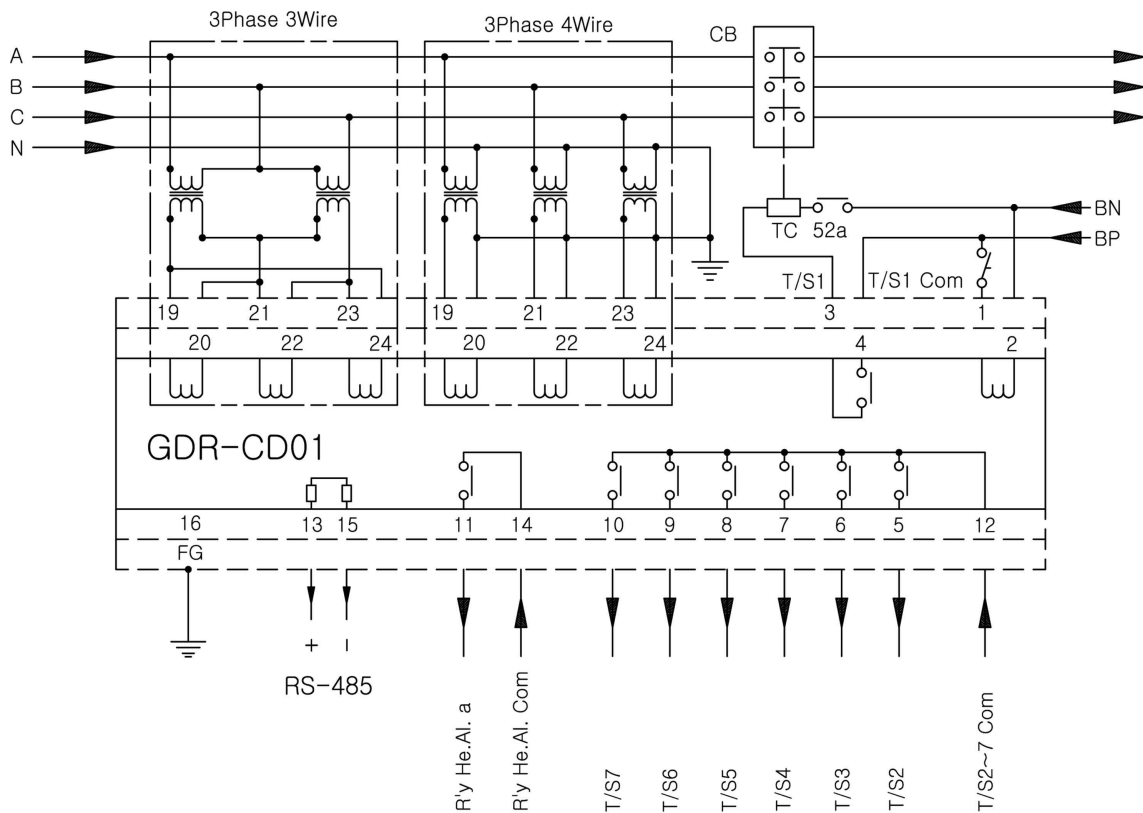 3Phase 3Wire
3Phase 4Wire
CB
A
B
C
N
TC 52a
BN
BP
T/S1
T/S1 Com
19
21
23
19
21
23
3
1
20
22
24
20
22
24
4
2
GDR-CD01
16
13
15
11
14
10
9
8
7
6
5
12
FG
+
−
RS-485
R'y He.Al. a
R'y He.Al. Com
T/S7
T/S6
T/S5
T/S4
T/S3
T/S2
T/S2~7 Com